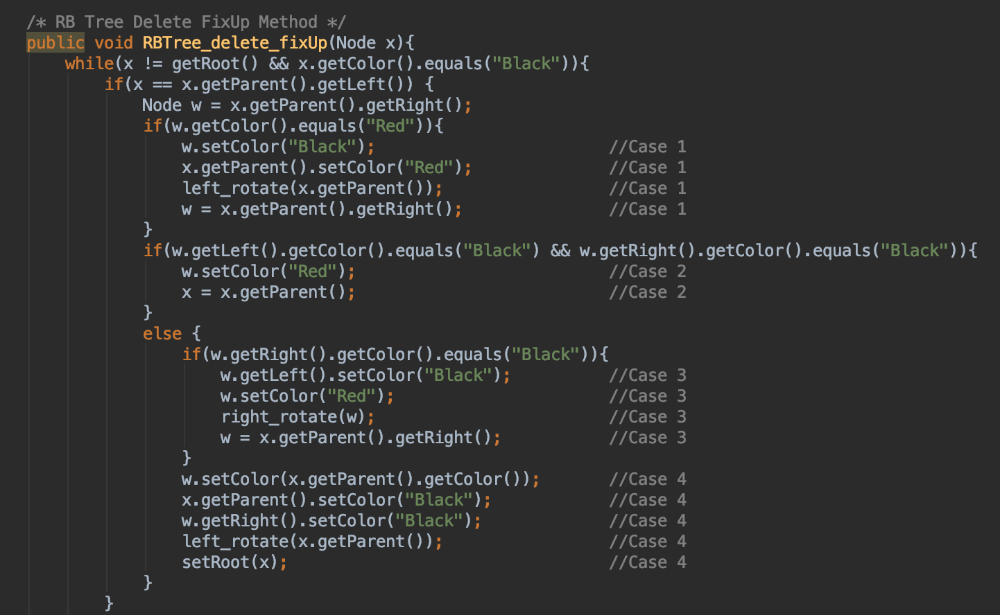 /* RB Tree Delete FixUp Method */
public void RBTree_delete_fixUp(Node x){
while(x != getRoot() && x.getColor().equals("Black")){
if(x == x.getParent().getLeft()) {
Node w = x.getParent().getRight();
if(w.getColor().equals("Red")){
w.setColor("Black"); //Case 1
x.getParent().setColor("Red"); //Case 1
left_rotate(x.getParent()); //Case 1
w = x.getParent().getRight(); //Case 1
}
if(w.getLeft().getColor().equals("Black") && w.getRight().getColor().equals("Black")){
w.setColor("Red"); //Case 2
x = x.getParent(); //Case 2
}
else {
if(w.getRight().getColor().equals("Black")){
w.getLeft().setColor("Black"); //Case 3
w.setColor("Red"); //Case 3
right_rotate(w); //Case 3
w = x.getParent().getRight(); //Case 3
}
w.setColor(x.getParent().getColor()); //Case 4
x.getParent().setColor("Black"); //Case 4
w.getRight().setColor("Black"); //Case 4
left_rotate(x.getParent()); //Case 4
setRoot(x); //Case 4
}
}